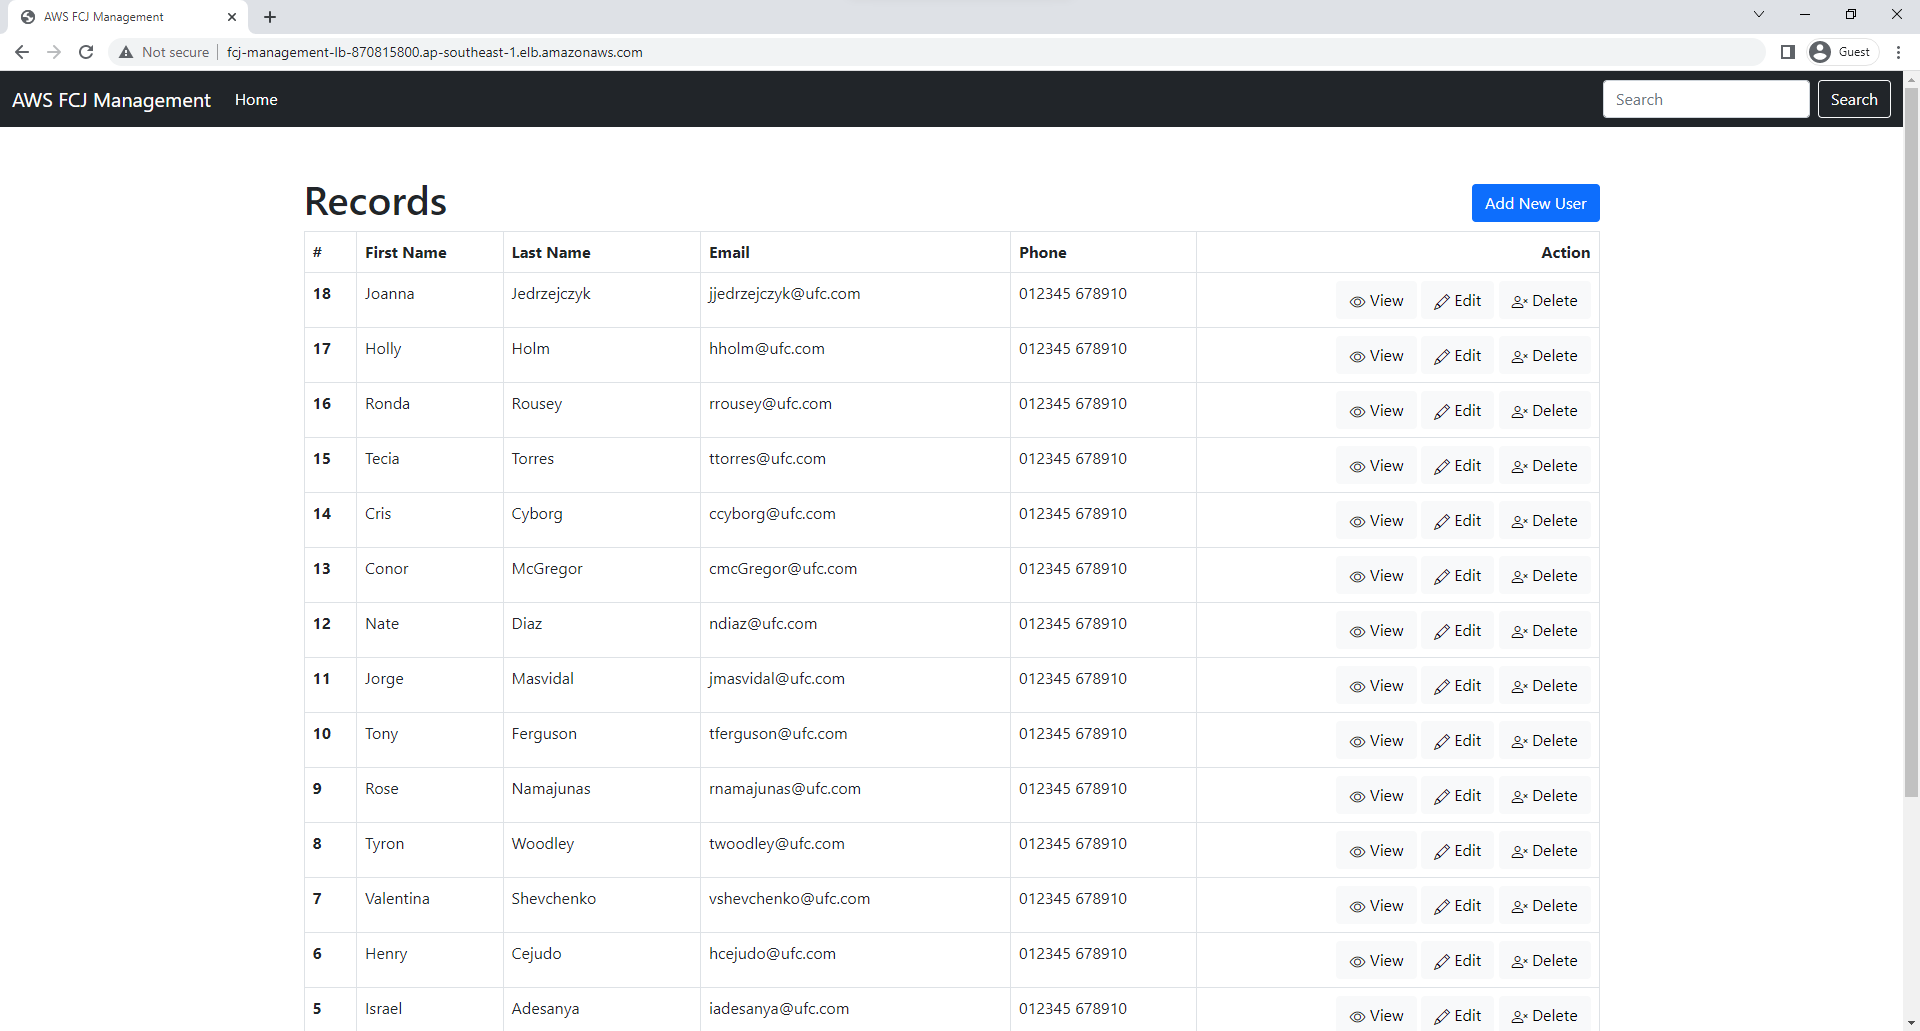 AWS FCJ Management
Not secure | fcj-management-lb-870815800.ap-southeast-1.elb.amazonaws.com Guest
AWS FCJ Management Home Search Search
Records Add New User
# First Name Last Name Email Phone Action
18 Joanna Jedrzejczyk jjedrzejczyk@ufc.com 012345 678910 View Edit Delete
17 Holly Holm hholm@ufc.com 012345 678910 View Edit Delete
16 Ronda Rousey rrousey@ufc.com 012345 678910 View Edit Delete
15 Tecia Torres ttorres@ufc.com 012345 678910 View Edit Delete
14 Cris Cyborg ccyborg@ufc.com 012345 678910 View Edit Delete
13 Conor McGregor cmcGregor@ufc.com 012345 678910 View Edit Delete
12 Nate Diaz ndiaz@ufc.com 012345 678910 View Edit Delete
11 Jorge Masvidal jmasvidal@ufc.com 012345 678910 View Edit Delete
10 Tony Ferguson tferguson@ufc.com 012345 678910 View Edit Delete
9 Rose Namajunas rnamajunas@ufc.com 012345 678910 View Edit Delete
8 Tyron Woodley twoodley@ufc.com 012345 678910 View Edit Delete
7 Valentina Shevchenko vshevchenko@ufc.com 012345 678910 View Edit Delete
6 Henry Cejudo hcejudo@ufc.com 012345 678910 View Edit Delete
5 Israel Adesanya iadesanya@ufc.com 012345 678910 View Edit Delete